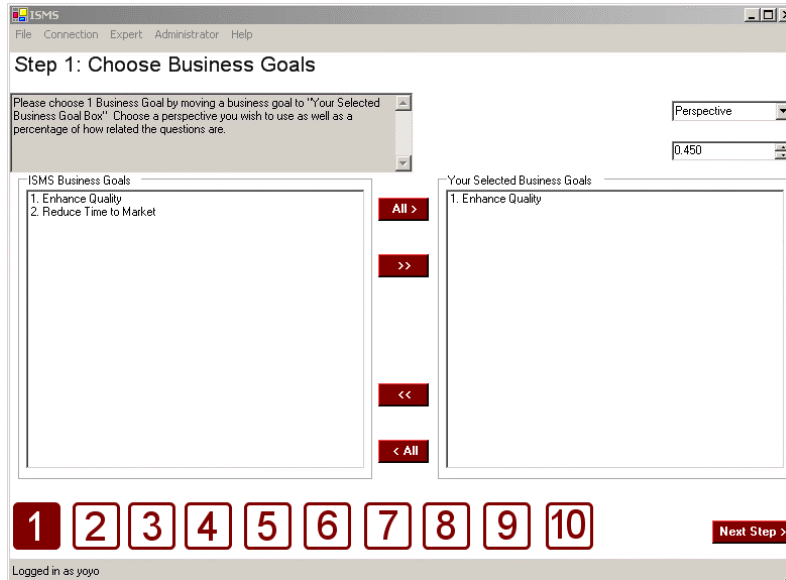 ISMS
File Connection Expert Administrator Help
Step 1: Choose Business Goals
Please choose 1 Business Goal by moving a business goal to "Your Selected
Business Goal Box" Choose a perspective you wish to use as well as a
percentage of how related the questions are.
Perspective
0.450
ISMS Business Goals
1. Enhance Quality
2. Reduce Time to Market
All >
>>
<<
< All
Your Selected Business Goals
1. Enhance Quality
1 2 3 4 5 6 7 8 9 10
Next Step >
Logged in as yoyo